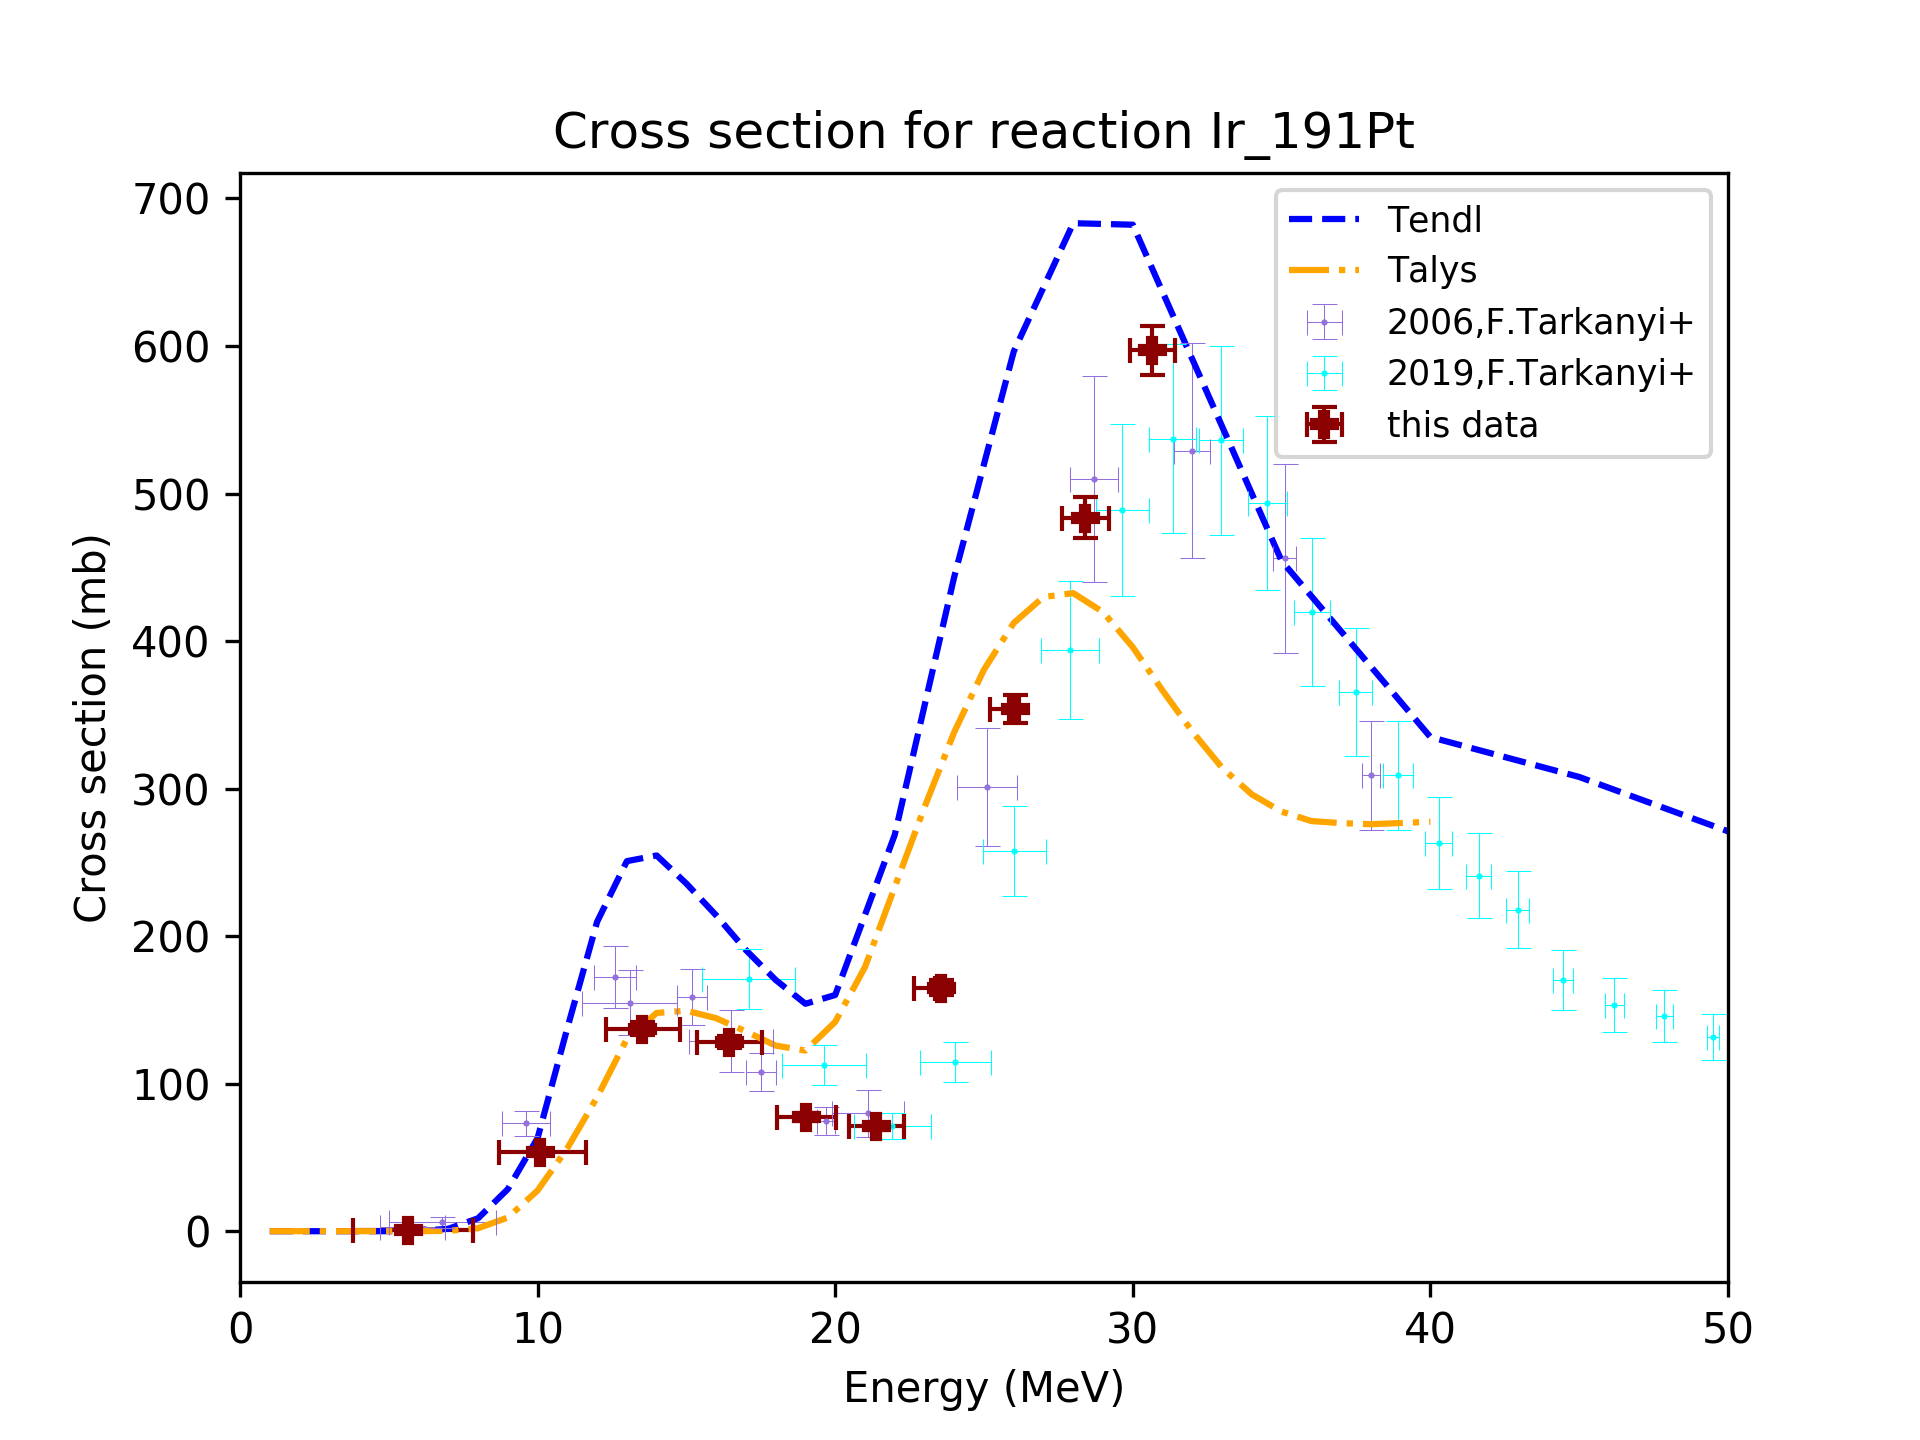 Cross section for reaction Ir_191Pt
Tendl
Talys
2006,F.Tarkanyi+
2019,F.Tarkanyi+
this data
Cross section (mb)
700
600
500
400
300
200
100
0
0 10 20 30 40 50
Energy (MeV)